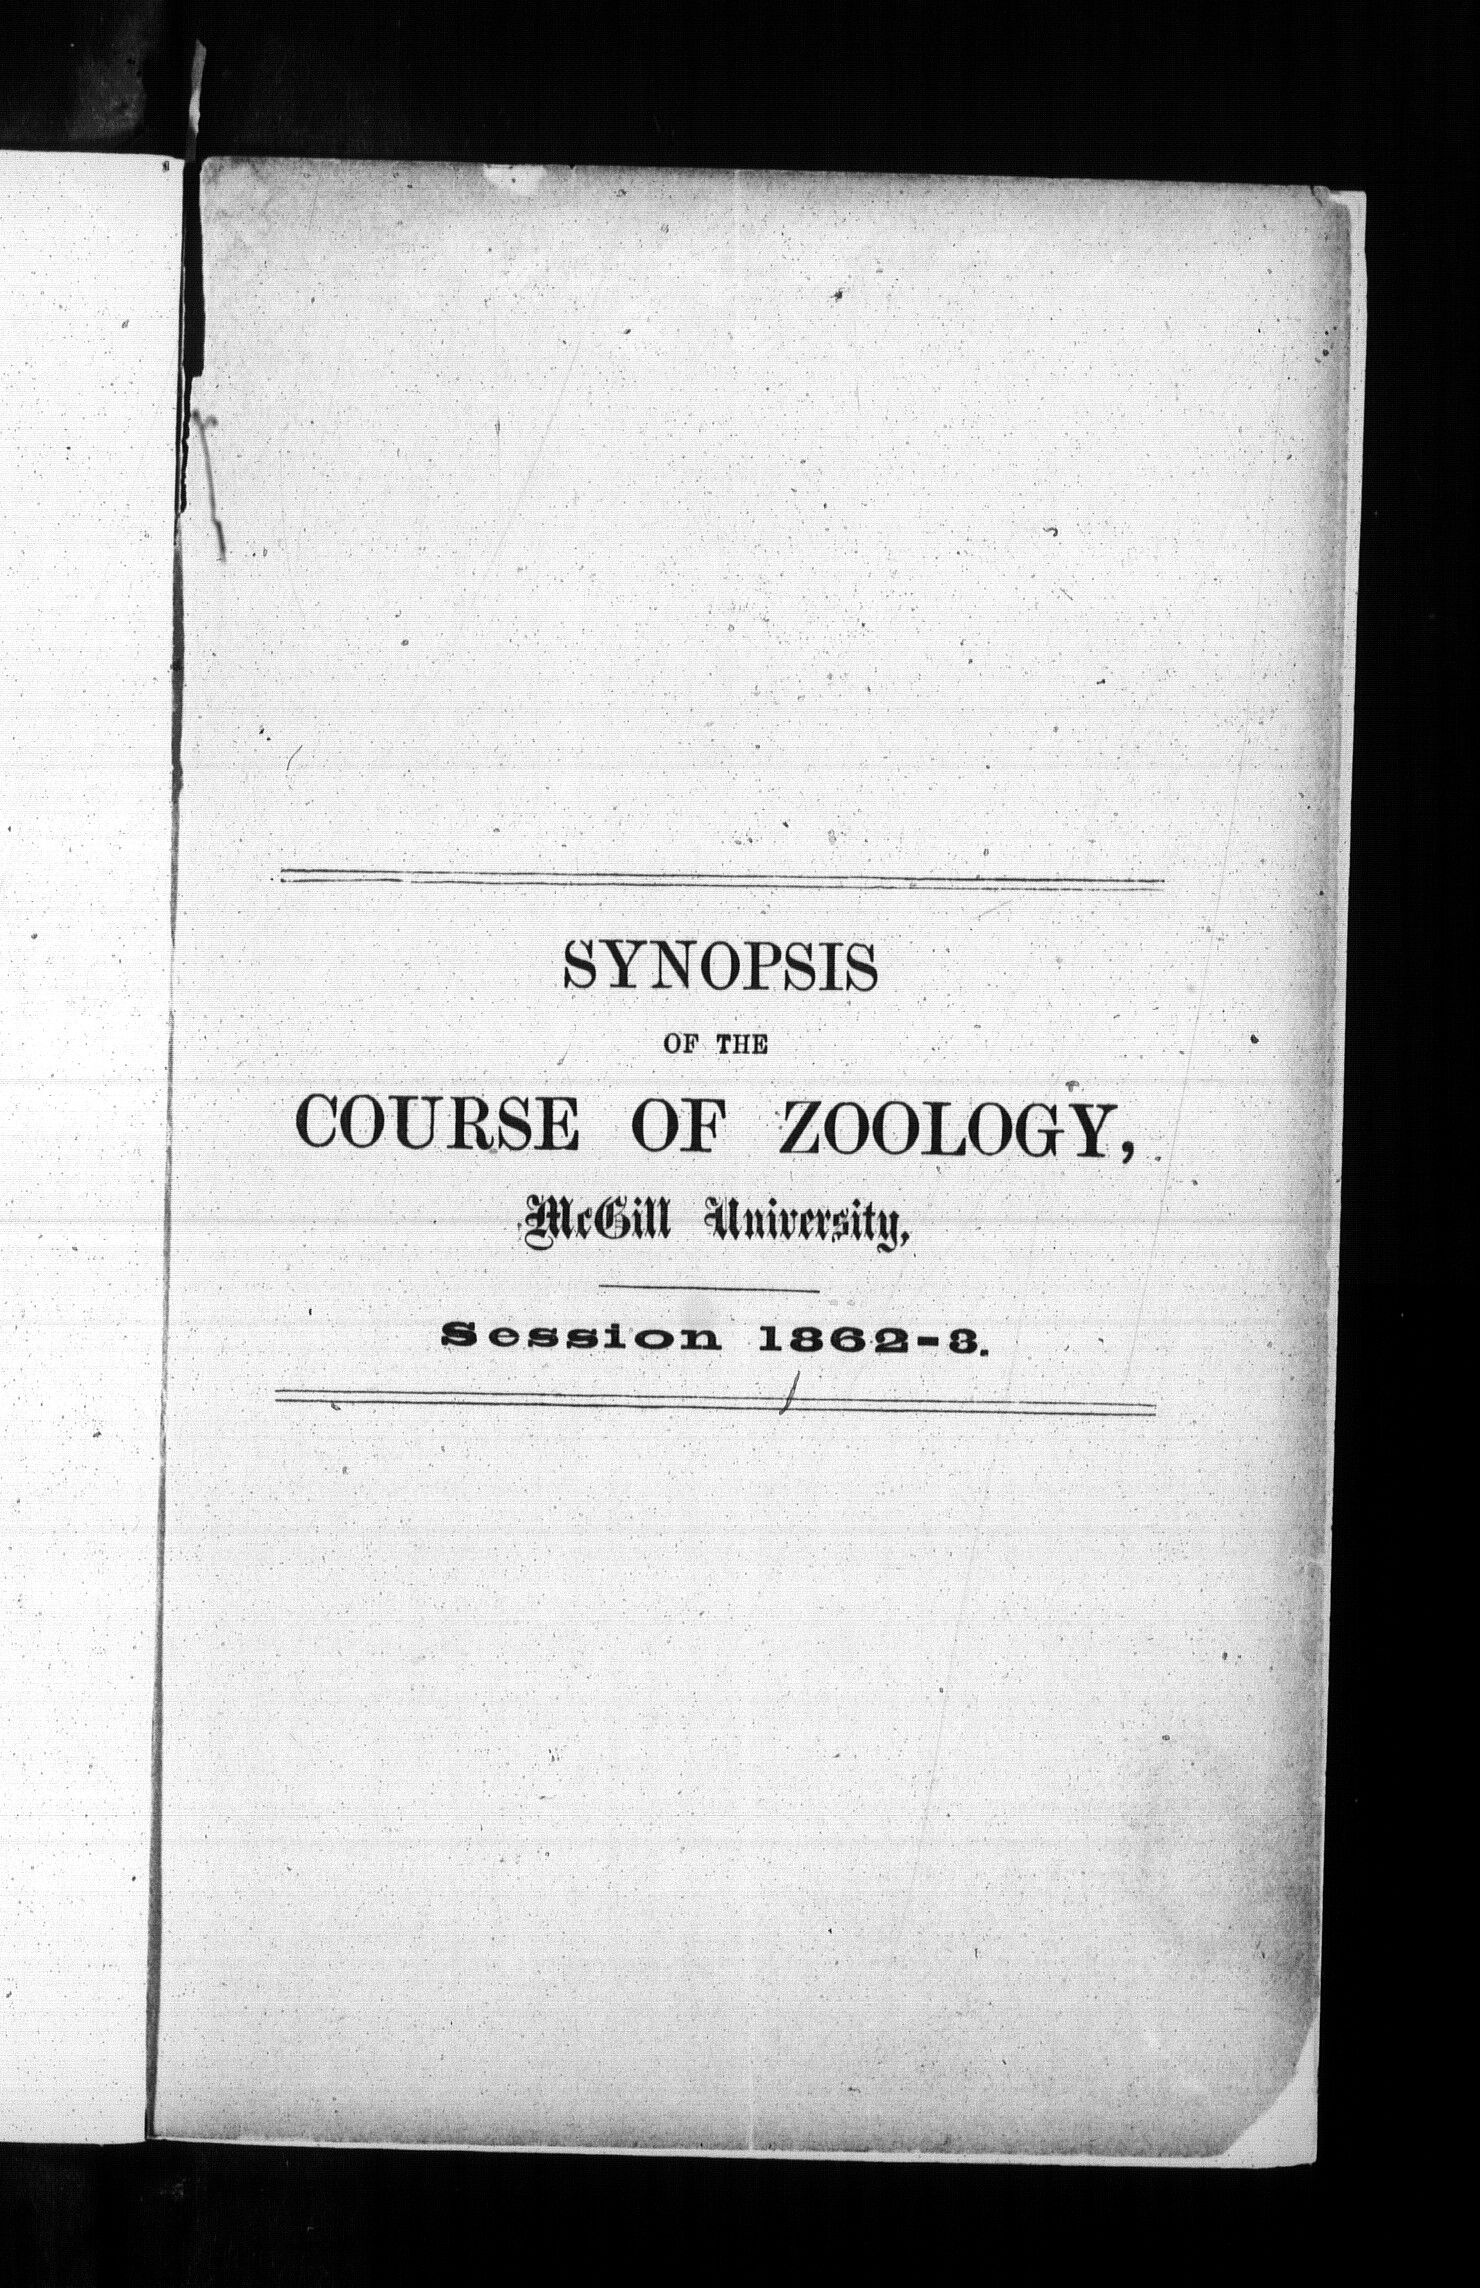 SYNOPSIS
OF THE
COURSE OF ZOOLOGY,
McGill University,
Session 1862-3.